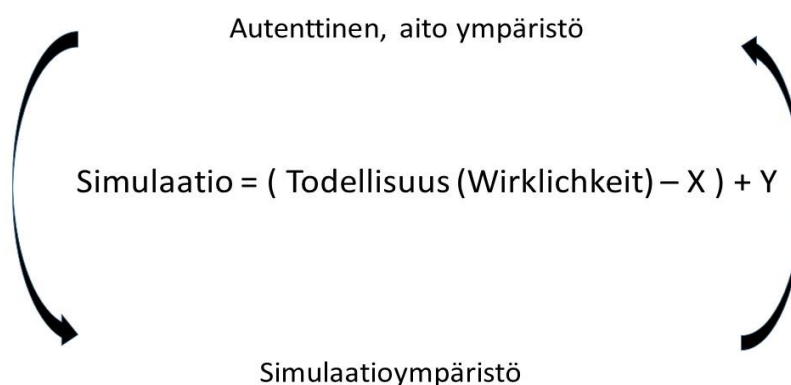 Autenttinen, aito ympäristö
Simulaatio = ( Todellisuus (Wirklichkeit) – X ) + Y
Simulaatioympäristö